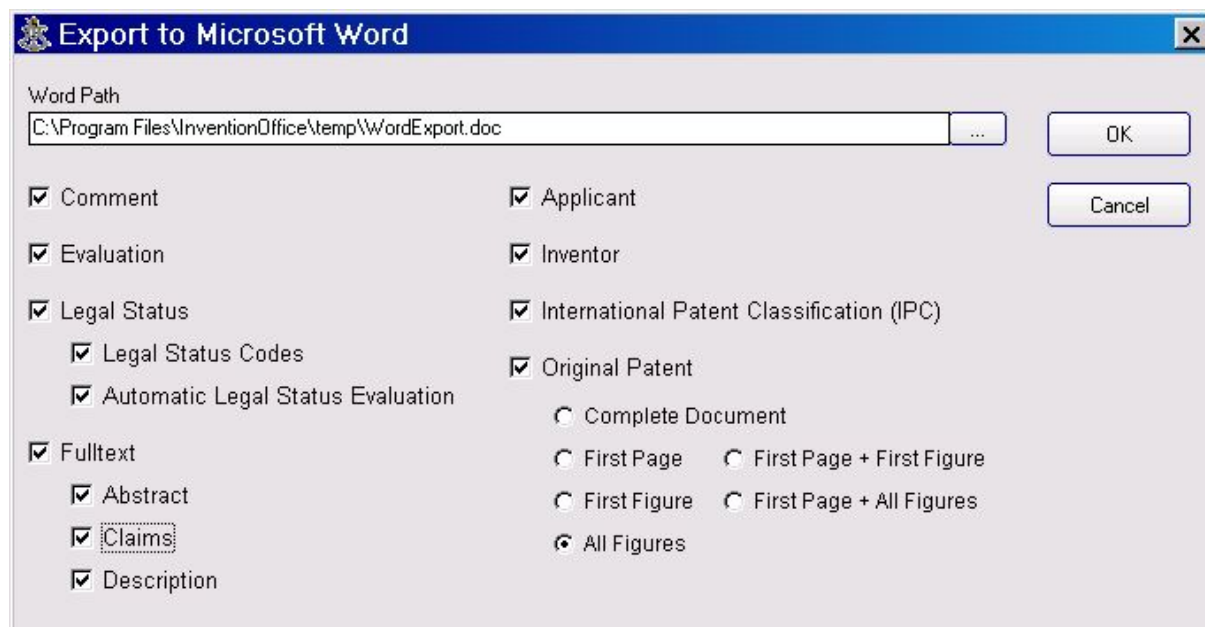 Export to Microsoft Word
Word Path
C:\Program Files\InventionOffice\temp\WordExport.doc
...
OK
Cancel
Comment
Evaluation
Legal Status
Legal Status Codes
Automatic Legal Status Evaluation
Fulltext
Abstract
Claims
Description
Applicant
Inventor
International Patent Classification (IPC)
Original Patent
Complete Document
First Page
First Page + First Figure
First Figure
First Page + All Figures
All Figures